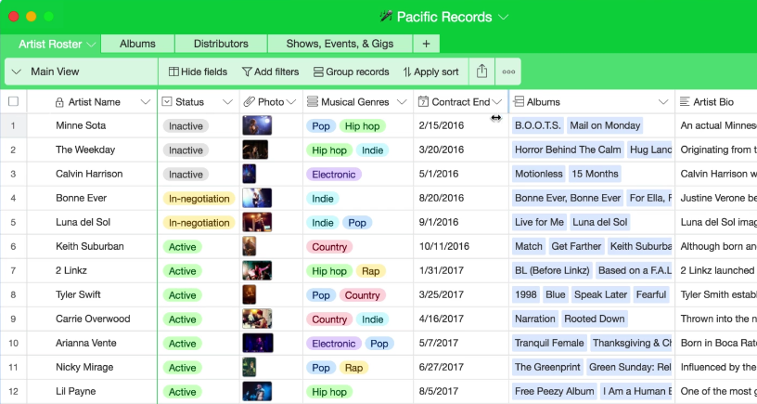 Pacific Records
Artist Roster Albums Distributors Shows, Events, & Gigs +
Main View Hide fields Add filters Group records Apply sort
Artist Name Status Photo Musical Genres Contract End Albums Artist Bio
1 Minne Sota Inactive Pop Hip hop 2/15/2016 B.O.O.T.S. Mail on Monday An actual Minnes
2 The Weekday Inactive Hip hop Indie 3/20/2016 Horror Behind The Calm Hug Land Originating from t
3 Calvin Harrison Inactive Electronic 5/1/2016 Motionless 15 Months Calvin Harrison w
4 Bonne Ever In-negotiation Indie 8/20/2016 Bonne Ever, Bonne Ever For Ella, F Justine Verone be
5 Luna del Sol In-negotiation Indie Pop 9/1/2016 Live for Me Luna del Sol Luna del Sol imag
6 Keith Suburban Active Country 10/11/2016 Match Get Farther Keith Suburba Although born an
7 2 Linkz Active Hip hop Rap 1/31/2017 BL (Before Linkz) Based on a F.A.L 2 Linkz launched
8 Tyler Swift Active Pop Country 3/25/2017 1998 Blue Speak Later Fearful Tyler Smith establ
9 Carrie Overwood Active Country Indie 4/16/2017 Narration Rooted Down Thrown into the n
10 Arianna Vente Active Electronic Pop 5/7/2017 Tranquil Female Thanksgiving & Ch Born in Boca Rat
11 Nicky Mirage Active Pop Rap 6/27/2017 The Greenprint Green Sunday: Rel Influenced by the
12 Lil Payne Active Hip hop 8/5/2017 Free Peezy Album I Am a Human B One of the most g